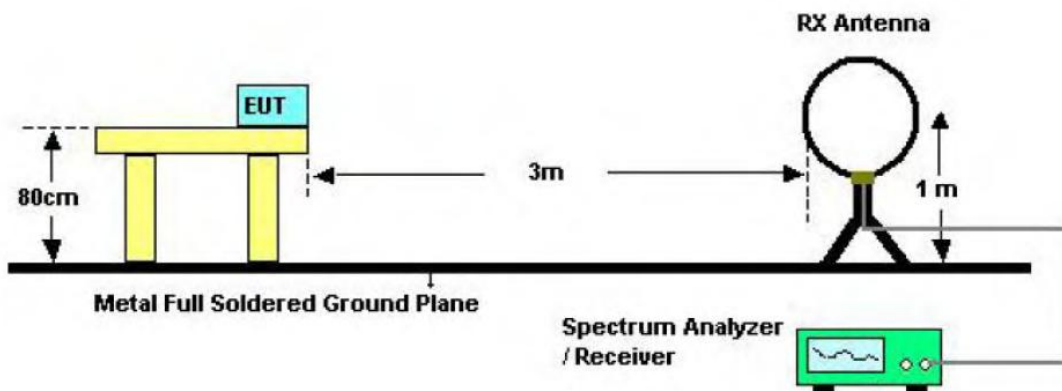 RX Antenna
EUT
3m
80cm
1 m
Metal Full Soldered Ground Plane
Spectrum Analyzer
/ Receiver